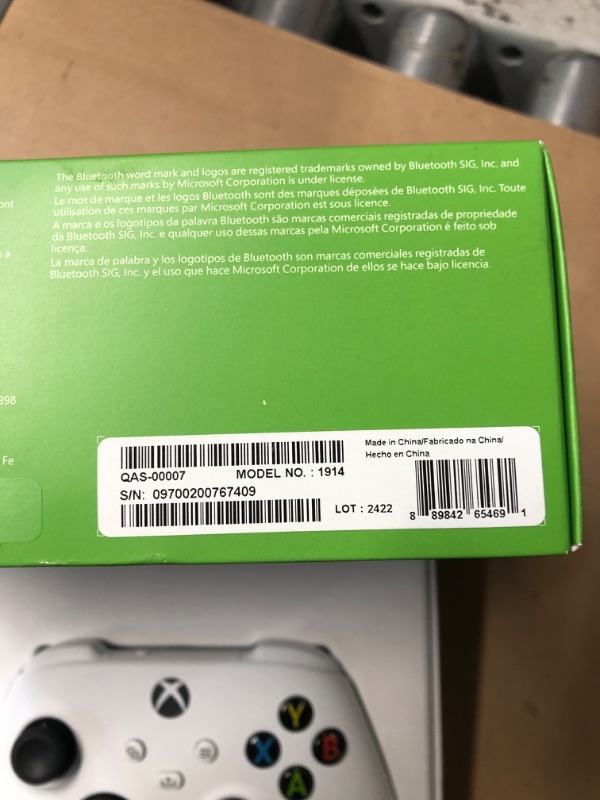 The Bluetooth word mark and logos are registered trademarks owned by Bluetooth SIG, Inc. and
any use of such marks by Microsoft Corporation is under license.
Le mot de marque et les logos Bluetooth sont des marques déposées de Bluetooth SIG, Inc. Toute
utilisation de ces marques par Microsoft Corporation est sous licence.
A marca e os logotipos da palavra Bluetooth são marcas comerciais registradas de propriedade
da Bluetooth SIG, Inc. e qualquer uso dessas marcas pela Microsoft Corporation é feito sob
licença.
La marca de palabra y los logotipos de Bluetooth son marcas comerciales registradas de
Bluetooth SIG, Inc. y el uso que hace Microsoft Corporation de ellos se hace bajo licencia.
ont
e a
398
Fe
QAS-00007 MODEL NO. : 1914
S/N: 09700200767409
LOT : 2422
Made in China/Fabricado na China/
Hecho en China
8 89842 65469 1
Y
X B
A